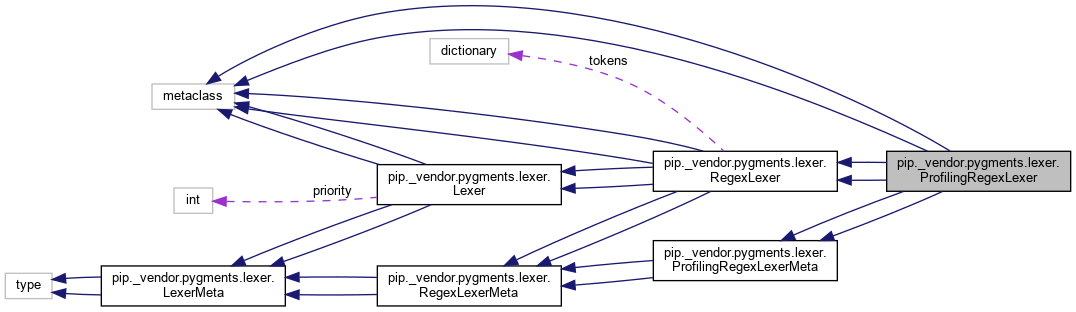 dictionary
tokens
metaclass
pip._vendor.pygments.lexer.
ProfilingRegexLexer
pip._vendor.pygments.lexer.
RegexLexer
pip._vendor.pygments.lexer.
Lexer
priority
int
pip._vendor.pygments.lexer.
ProfilingRegexLexerMeta
type
pip._vendor.pygments.lexer.
LexerMeta
pip._vendor.pygments.lexer.
RegexLexerMeta